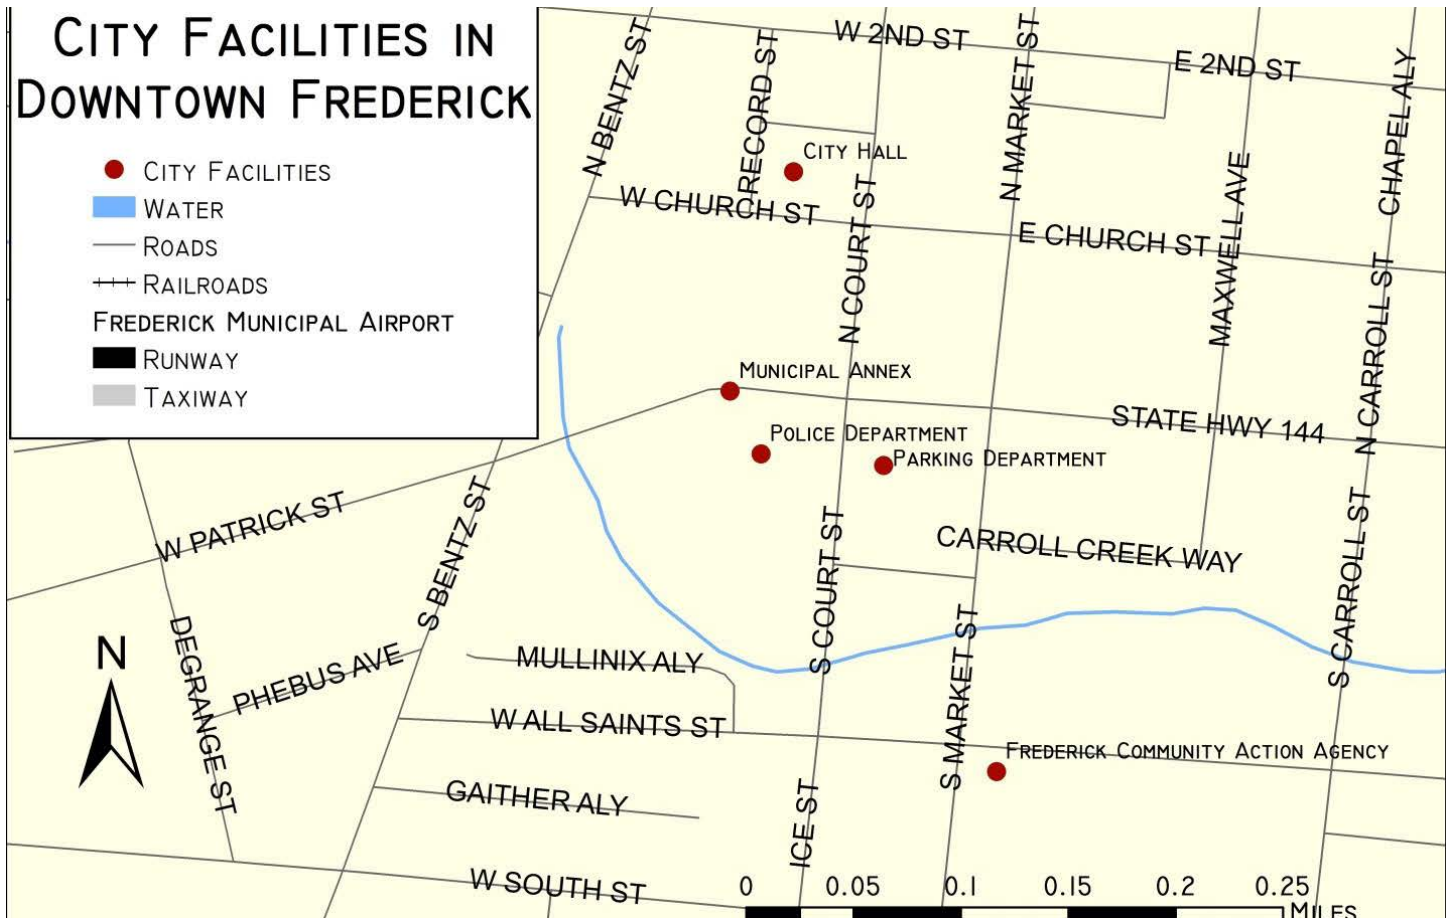 CITY FACILITIES IN
DOWNTOWN FREDERICK
CITY FACILITIES
WATER
ROADS
RAILROADS
FREDERICK MUNICIPAL AIRPORT
RUNWAY
TAXIWAY
W 2ND ST
E 2ND ST
N BENTZ ST
RECORD ST
N MARKET ST
CHAPEL ALY
CITY HALL
W CHURCH ST
E CHURCH ST
N COURT ST
MAXWELL AVE
N CARROLL ST
MUNICIPAL ANNEX
STATE HWY 144
POLICE DEPARTMENT
PARKING DEPARTMENT
W PATRICK ST
S BENTZ ST
S COURT ST
CARROLL CREEK WAY
S CARROLL ST
N
DEGRANGE ST
PHEBUS AVE
MULLINIX ALY
S MARKET ST
W ALL SAINTS ST
FREDERICK COMMUNITY ACTION AGENCY
GAITHER ALY
ICE ST
W SOUTH ST
0 0.05 0.1 0.15 0.2 0.25
MILES